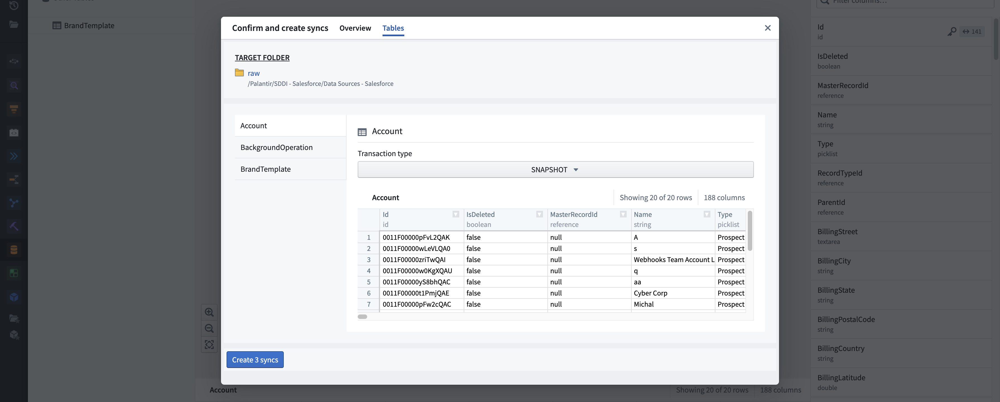 BrandTemplate
Confirm and create syncs
Overview
Tables
TARGET FOLDER
raw
/Palantir/SDDI - Salesforce/Data Sources - Salesforce
Account
BackgroundOperation
BrandTemplate
Account
Transaction type
SNAPSHOT
Account
Showing 20 of 20 rows
188 columns
Id IsDeleted MasterRecordId Name Type
id boolean reference string picklist
1 0011F00000pFvL2QAK false null A Prospect
2 0011F00000wLeVLQA0 false null s Prospect
3 0011F00000zriTwQAI false null Webhooks Team Account L Prospect
4 0011F00000w0KgXQAU false null q Prospect
5 0011F00000yS8bhQAC false null aa Prospect
6 0011F00000t1PmjQAE false null Cyber Corp Prospect
7 0011F00000pFw2cQAC false null Michal Prospect
Create 3 syncs
Account
Showing 20 of 20 rows
188 columns
Filter columns...
Id
id
141
IsDeleted
boolean
MasterRecordId
reference
Name
string
Type
picklist
RecordTypeId
reference
ParentId
reference
BillingStreet
textarea
BillingCity
string
BillingState
string
BillingPostalCode
string
BillingCountry
string
BillingLatitude
double